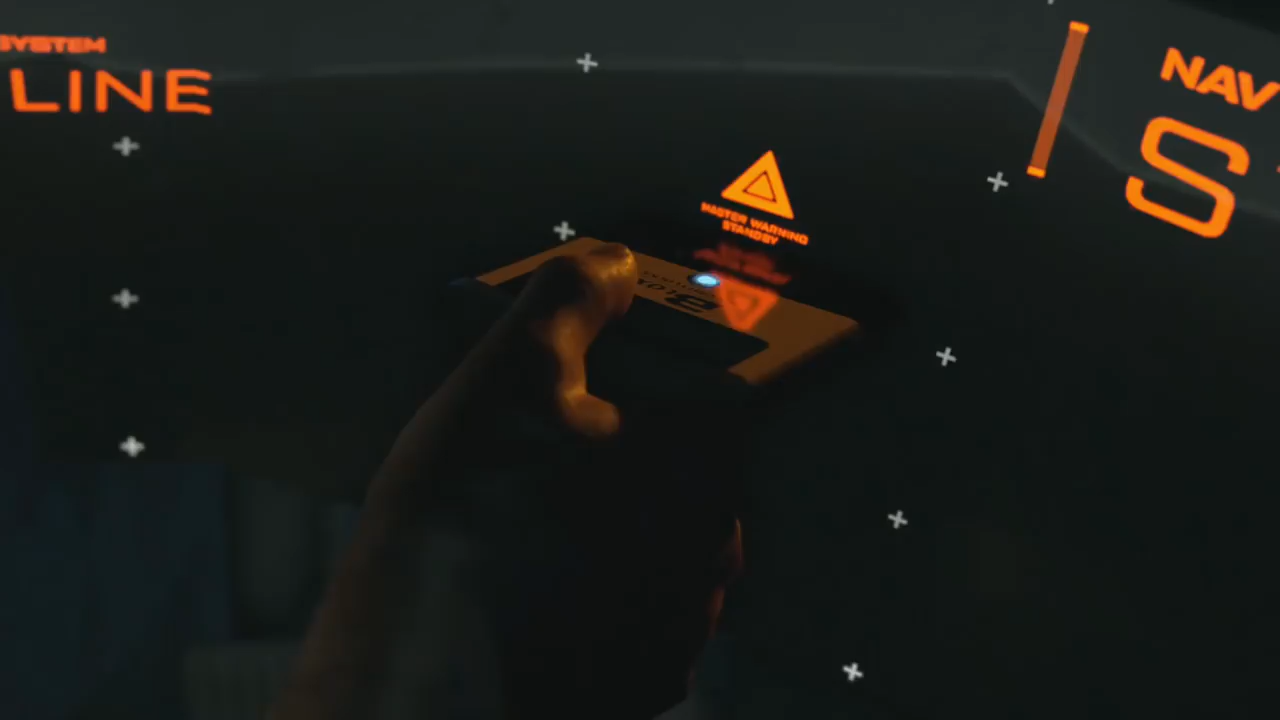 SYSTEM
LINE
NAV
S
MASTER WARNING
STANDBY